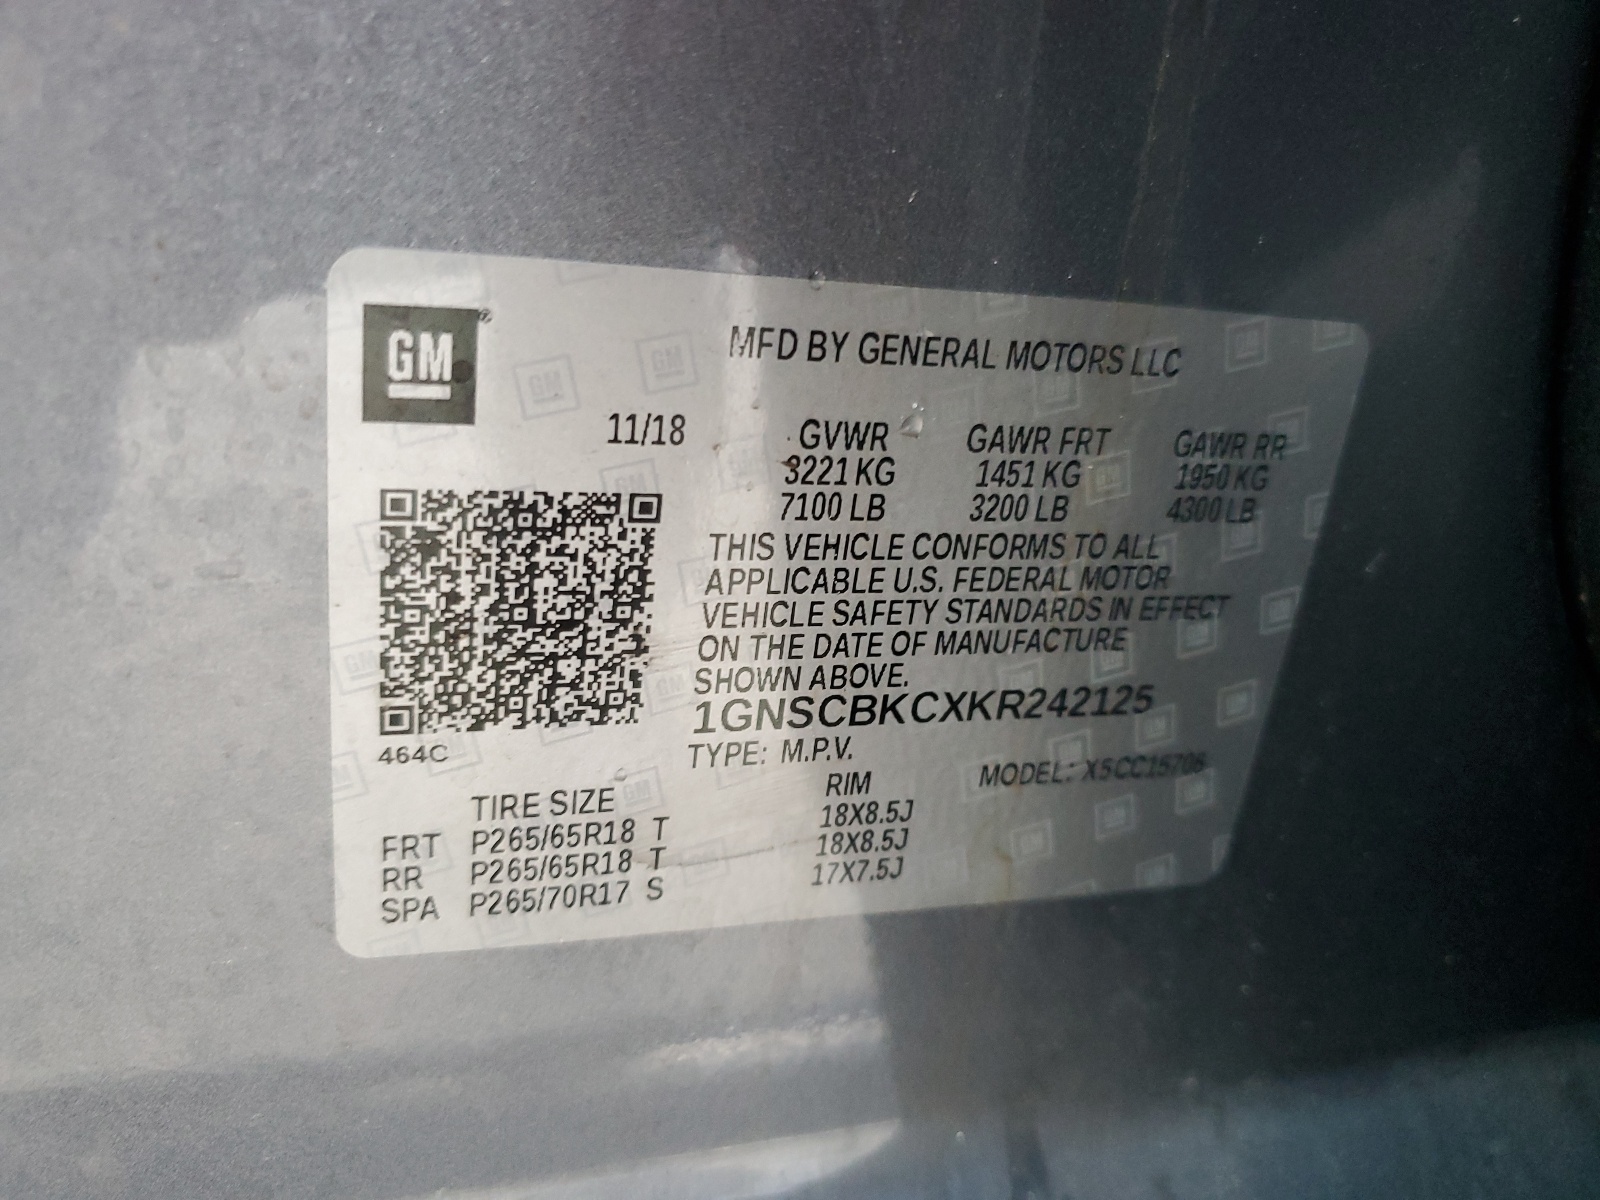 GM
MFD BY GENERAL MOTORS LLC
11/18
GVWR GAWR FRT GAWR RR
3221 KG 1451 KG 1950 KG
7100 LB 3200 LB 4300 LB
THIS VEHICLE CONFORMS TO ALL
APPLICABLE U.S. FEDERAL MOTOR
VEHICLE SAFETY STANDARDS IN EFFECT
ON THE DATE OF MANUFACTURE
SHOWN ABOVE.
1GNSCBKCXKR242125
464C
TYPE: M.P.V.
MODEL: X5CC15706
TIRE SIZE RIM
FRT P265/65R18 T 18X8.5J
RR P265/65R18 T 18X8.5J
SPA P265/70R17 S 17X7.5J